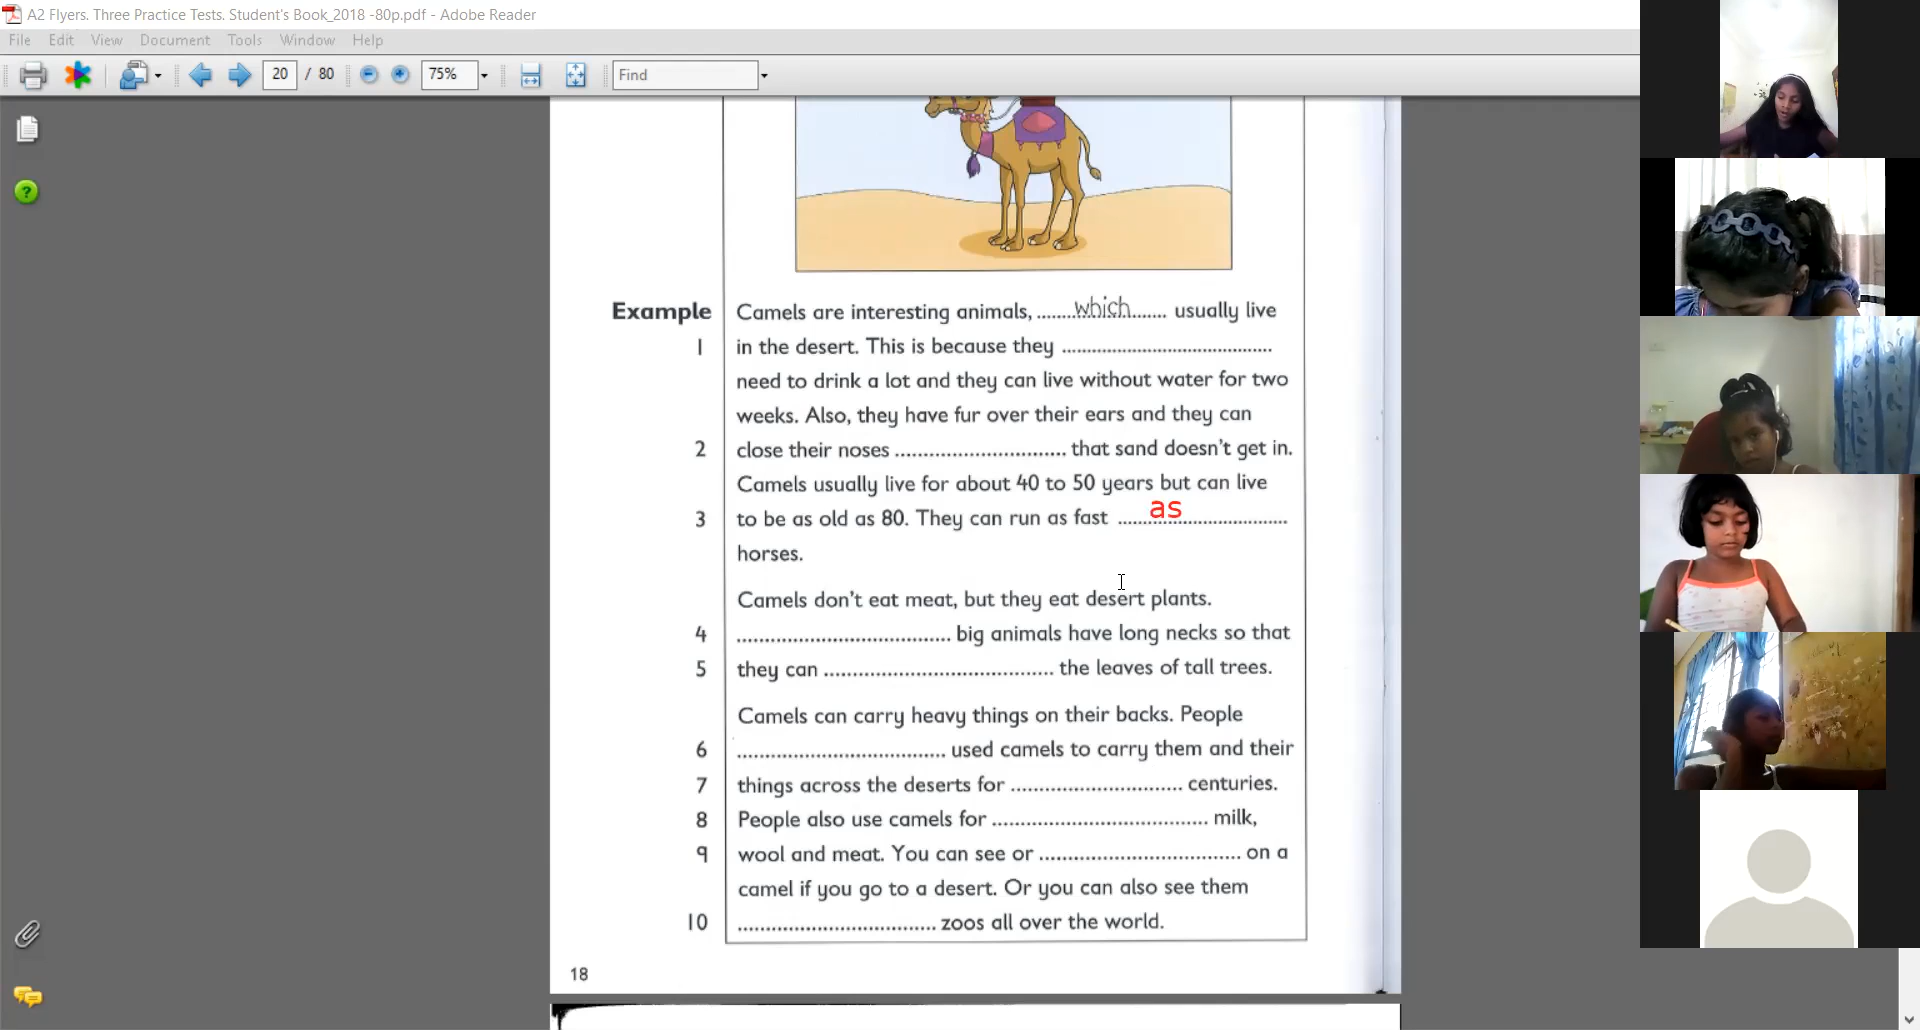 A2 Flyers. Three Practice Tests. Student's Book_2018 -80p.pdf - Adobe Reader
File Edit View Document Tools Window Help
20 / 80 75% Find
Example Camels are interesting animals, ........which....... usually live
1 in the desert. This is because they ..........................................
need to drink a lot and they can live without water for two
weeks. Also, they have fur over their ears and they can
2 close their noses .................................. that sand doesn't get in.
Camels usually live for about 40 to 50 years but can live
3 to be as old as 80. They can run as fast ......as............................
horses.
Camels don't eat meat, but they eat desert plants.
4 ........................................... big animals have long necks so that
5 they can .............................................. the leaves of tall trees.
Camels can carry heavy things on their backs. People
6 .......................................... used camels to carry them and their
7 things across the deserts for .................................. centuries.
8 People also use camels for ........................................... milk,
9 wool and meat. You can see or ........................................ on a
camel if you go to a desert. Or you can also see them
10 ........................................ zoos all over the world.
18